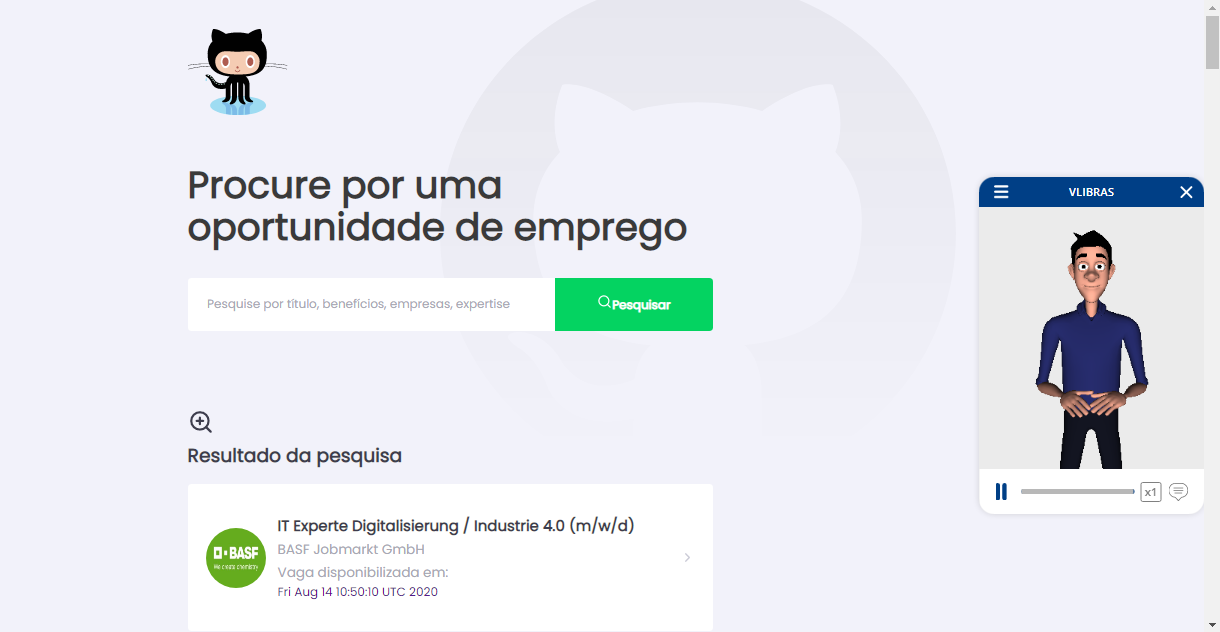 Procure por uma
oportunidade de emprego
Pesquise por título, benefícios, empresas, expertise
Pesquisar
VLIBRAS
x1
Resultado da pesquisa
IT Experte Digitalisierung / Industrie 4.0 (m/w/d)
BASF Jobmarkt GmbH
Vaga disponibilizada em:
Fri Aug 14 10:50:10 UTC 2020
BASF
We create chemistry